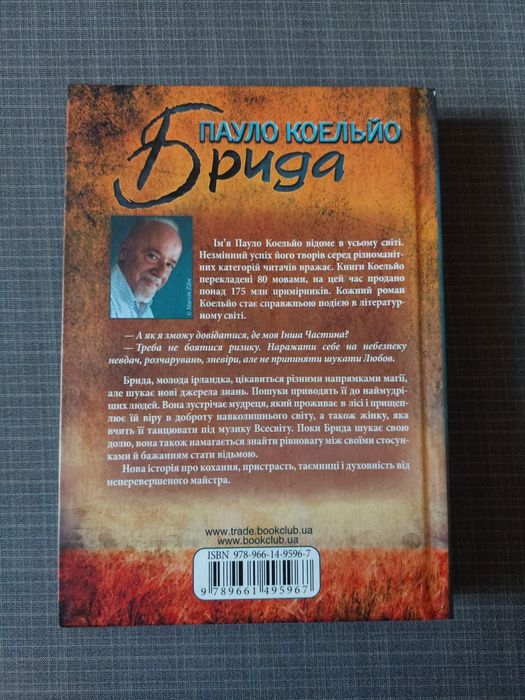 ПАУЛО КОЕЛЬЙО
Брида
Ім'я Пауло Коельйо відоме в усьому світі.
Незмінний успіх його творів серед різноманіт-
них категорій читачів вражає. Книги Коельйо
перекладені 80 мовами, на цей час продано
понад 175 млн примірників. Кожний роман
Коельйо стає справжньою подією в літератур-
ному світі.
© Marvin Zilm
— А як я зможу довідатися, де моя Інша Частина?
— Треба не боятися ризику. Наражати себе на небезпеку
невдач, розчарувань, зневіри, але не припиняти шукати Любов.
Брида, молода ірландка, цікавиться різними напрямками магії,
але шукає нові джерела знань. Пошуки приводять її до наймудрі-
ших людей. Вона зустрічає мудреця, який проживає в лісі і прищеп-
лює їй віру в доброту навколишнього світу, а також жінку, яка
вчить її танцювати під музику Всесвіту. Поки Брида шукає свою
долю, вона також намагається знайти рівновагу між своїми стосун-
ками й бажанням стати відьмою.
Нова історія про кохання, пристрасть, таємниці і духовність від
неперевершеного майстра.
www.trade.bookclub.ua
www.bookclub.ua
ISBN 978-966-14-9596-7
9 789661 495967